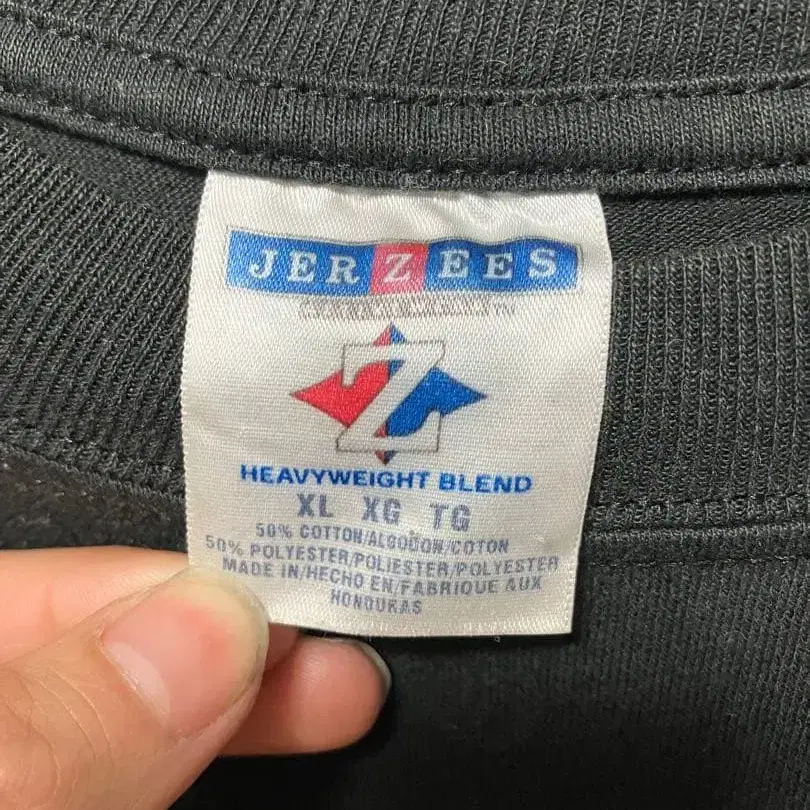 JERZEES
Z
HEAVYWEIGHT BLEND
XL XG TG
50% COTTON/ALGODON/COTON
50% POLYESTER/POLIESTER/POLYESTER
MADE IN/HECHO EN/FABRIQUE AUX
HONDURAS